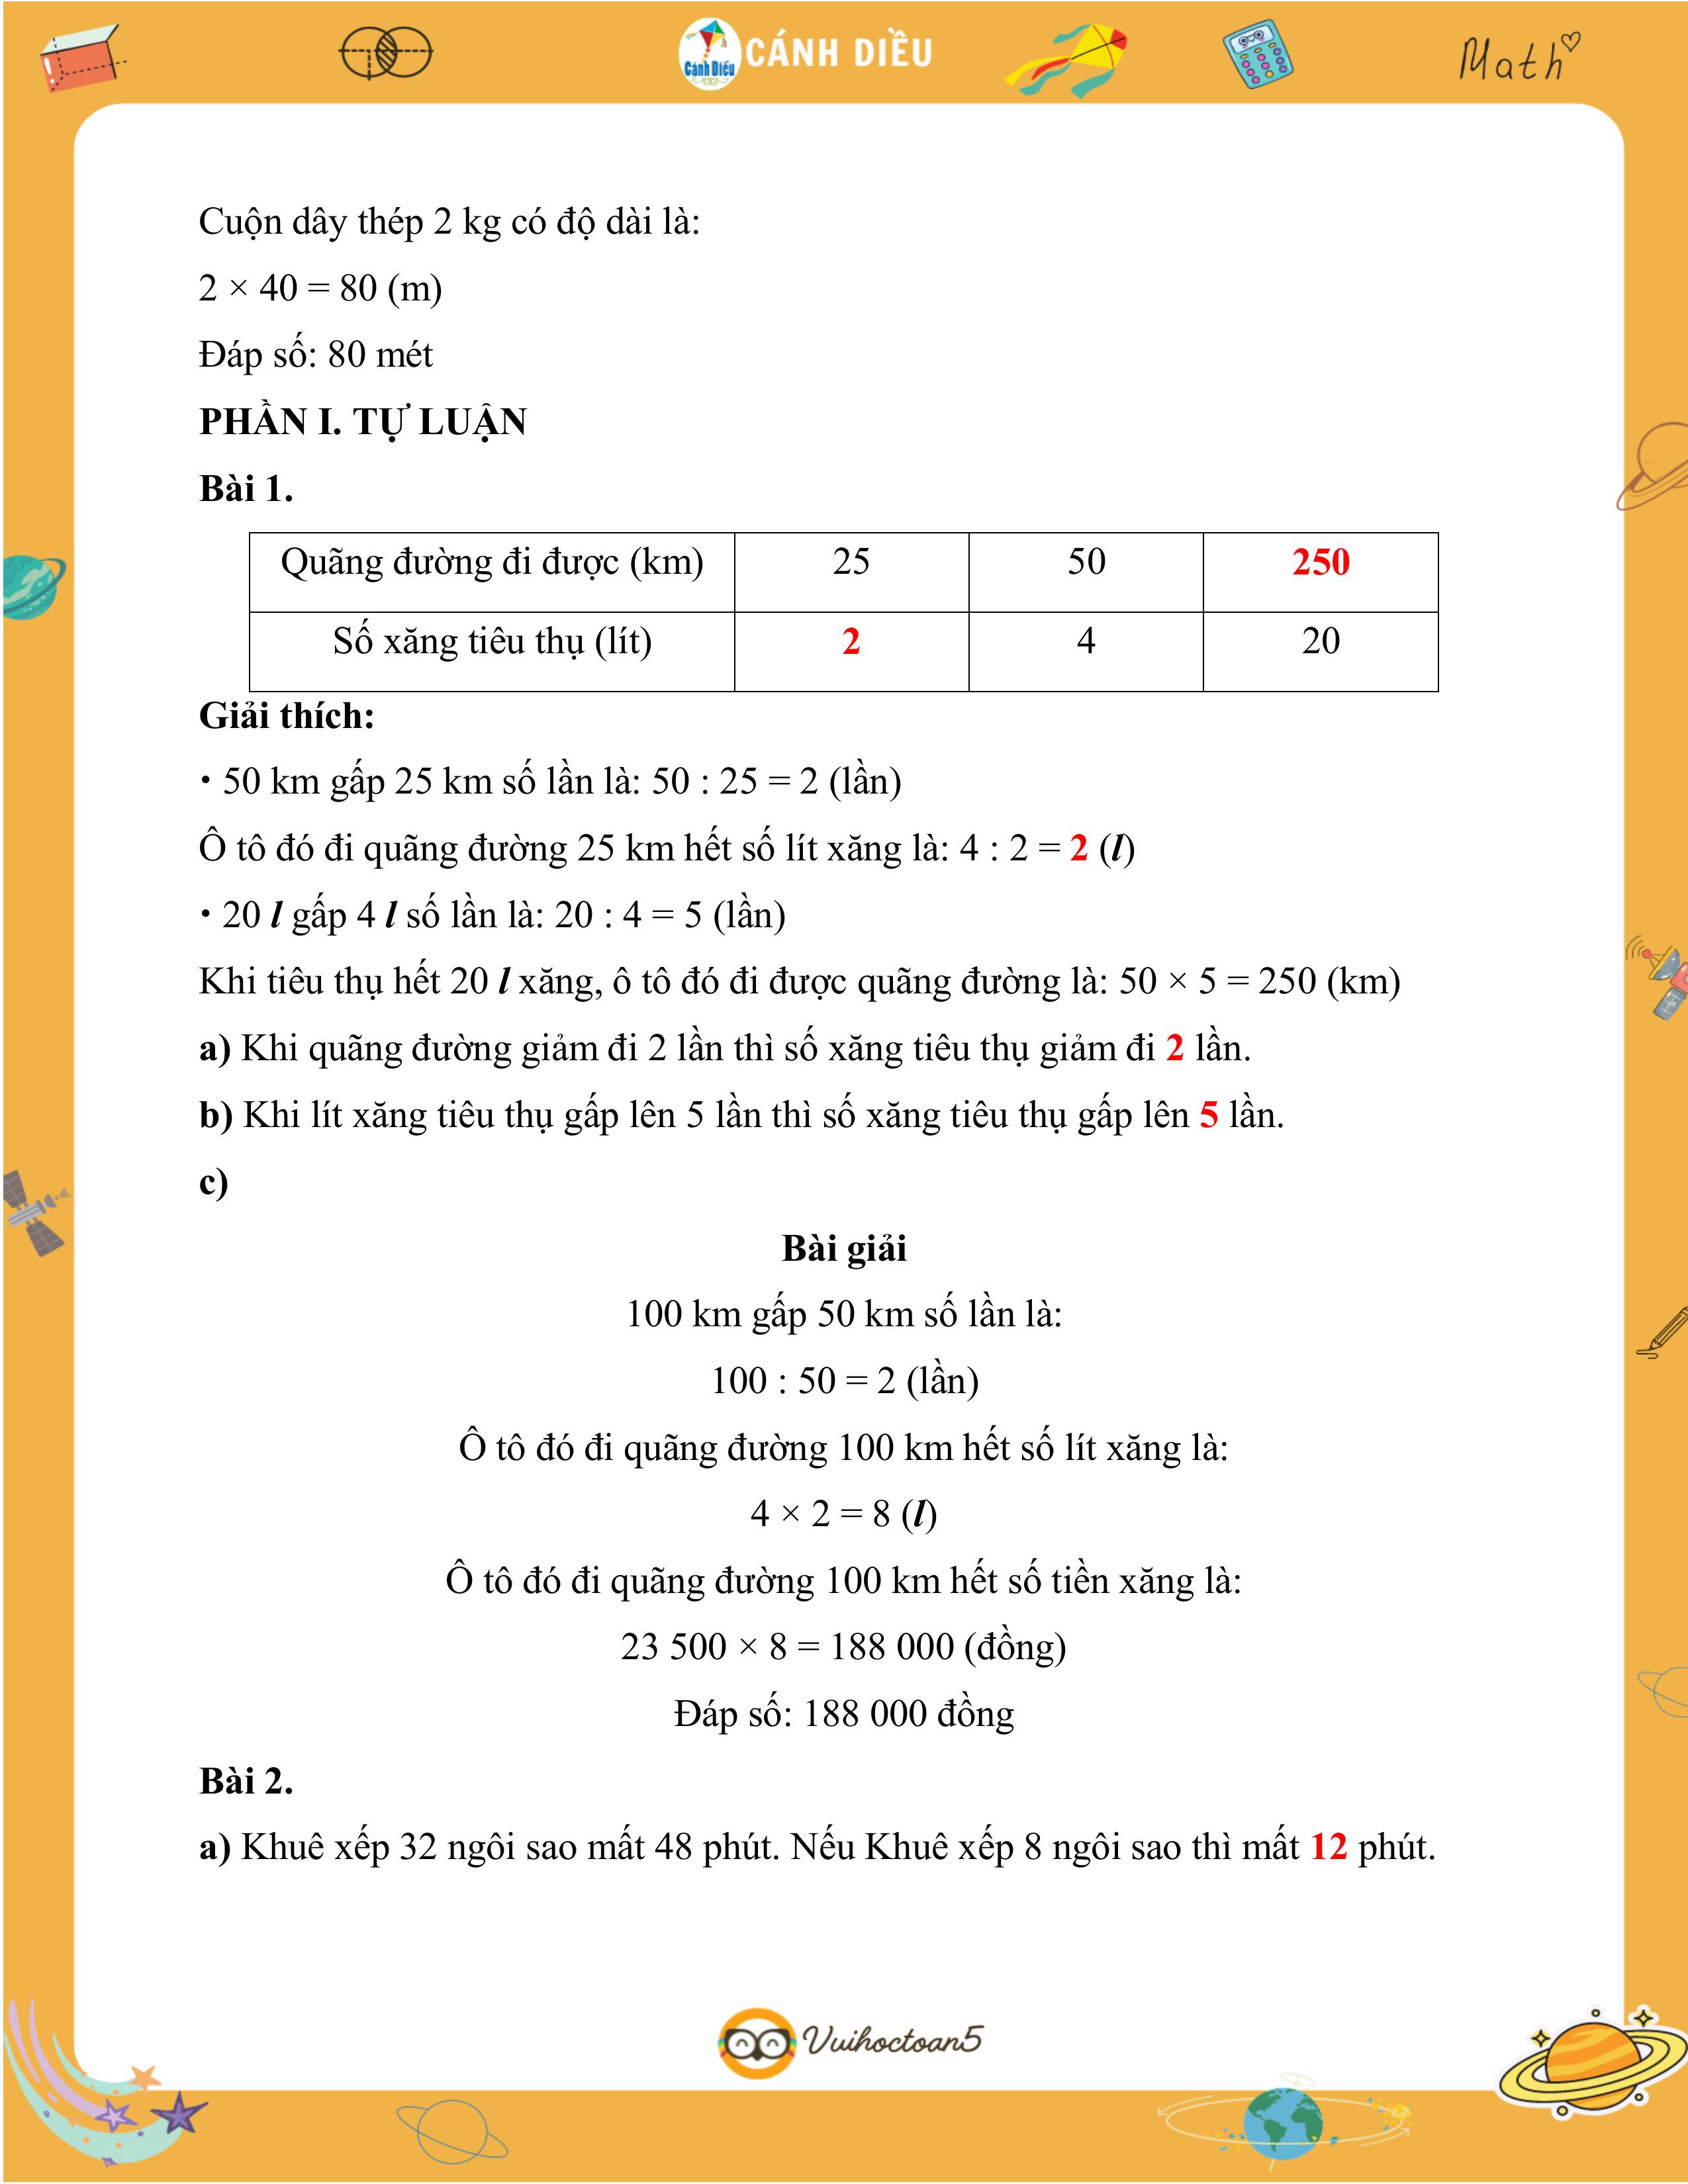 Cánh Diều
CÁNH DIỀU
Math
Cuộn dây thép 2 kg có độ dài là:
2 × 40 = 80 (m)
Đáp số: 80 mét
PHẦN I. TỰ LUẬN
Bài 1.
Quãng đường đi được (km) 25 50 250
Số xăng tiêu thụ (lít) 2 4 20
Giải thích:
• 50 km gấp 25 km số lần là: 50 : 25 = 2 (lần)
Ô tô đó đi quãng đường 25 km hết số lít xăng là: 4 : 2 = 2 (l)
• 20 l gấp 4 l số lần là: 20 : 4 = 5 (lần)
Khi tiêu thụ hết 20 l xăng, ô tô đó đi được quãng đường là: 50 × 5 = 250 (km)
a) Khi quãng đường giảm đi 2 lần thì số xăng tiêu thụ giảm đi 2 lần.
b) Khi lít xăng tiêu thụ gấp lên 5 lần thì số xăng tiêu thụ gấp lên 5 lần.
c)
Bài giải
100 km gấp 50 km số lần là:
100 : 50 = 2 (lần)
Ô tô đó đi quãng đường 100 km hết số lít xăng là:
4 × 2 = 8 (l)
Ô tô đó đi quãng đường 100 km hết số tiền xăng là:
23 500 × 8 = 188 000 (đồng)
Đáp số: 188 000 đồng
Bài 2.
a) Khuê xếp 32 ngôi sao mất 48 phút. Nếu Khuê xếp 8 ngôi sao thì mất 12 phút.
Vuihoctoan5